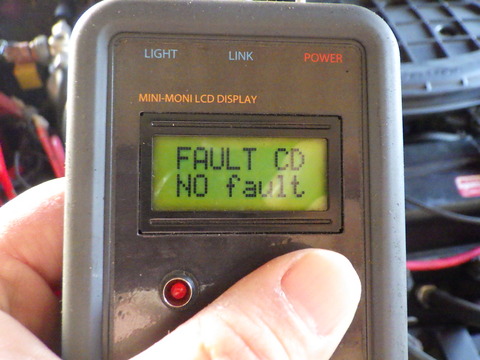 LIGHT LINK POWER
MINI-MONI LCD DISPLAY
FAULT CD
NO fault